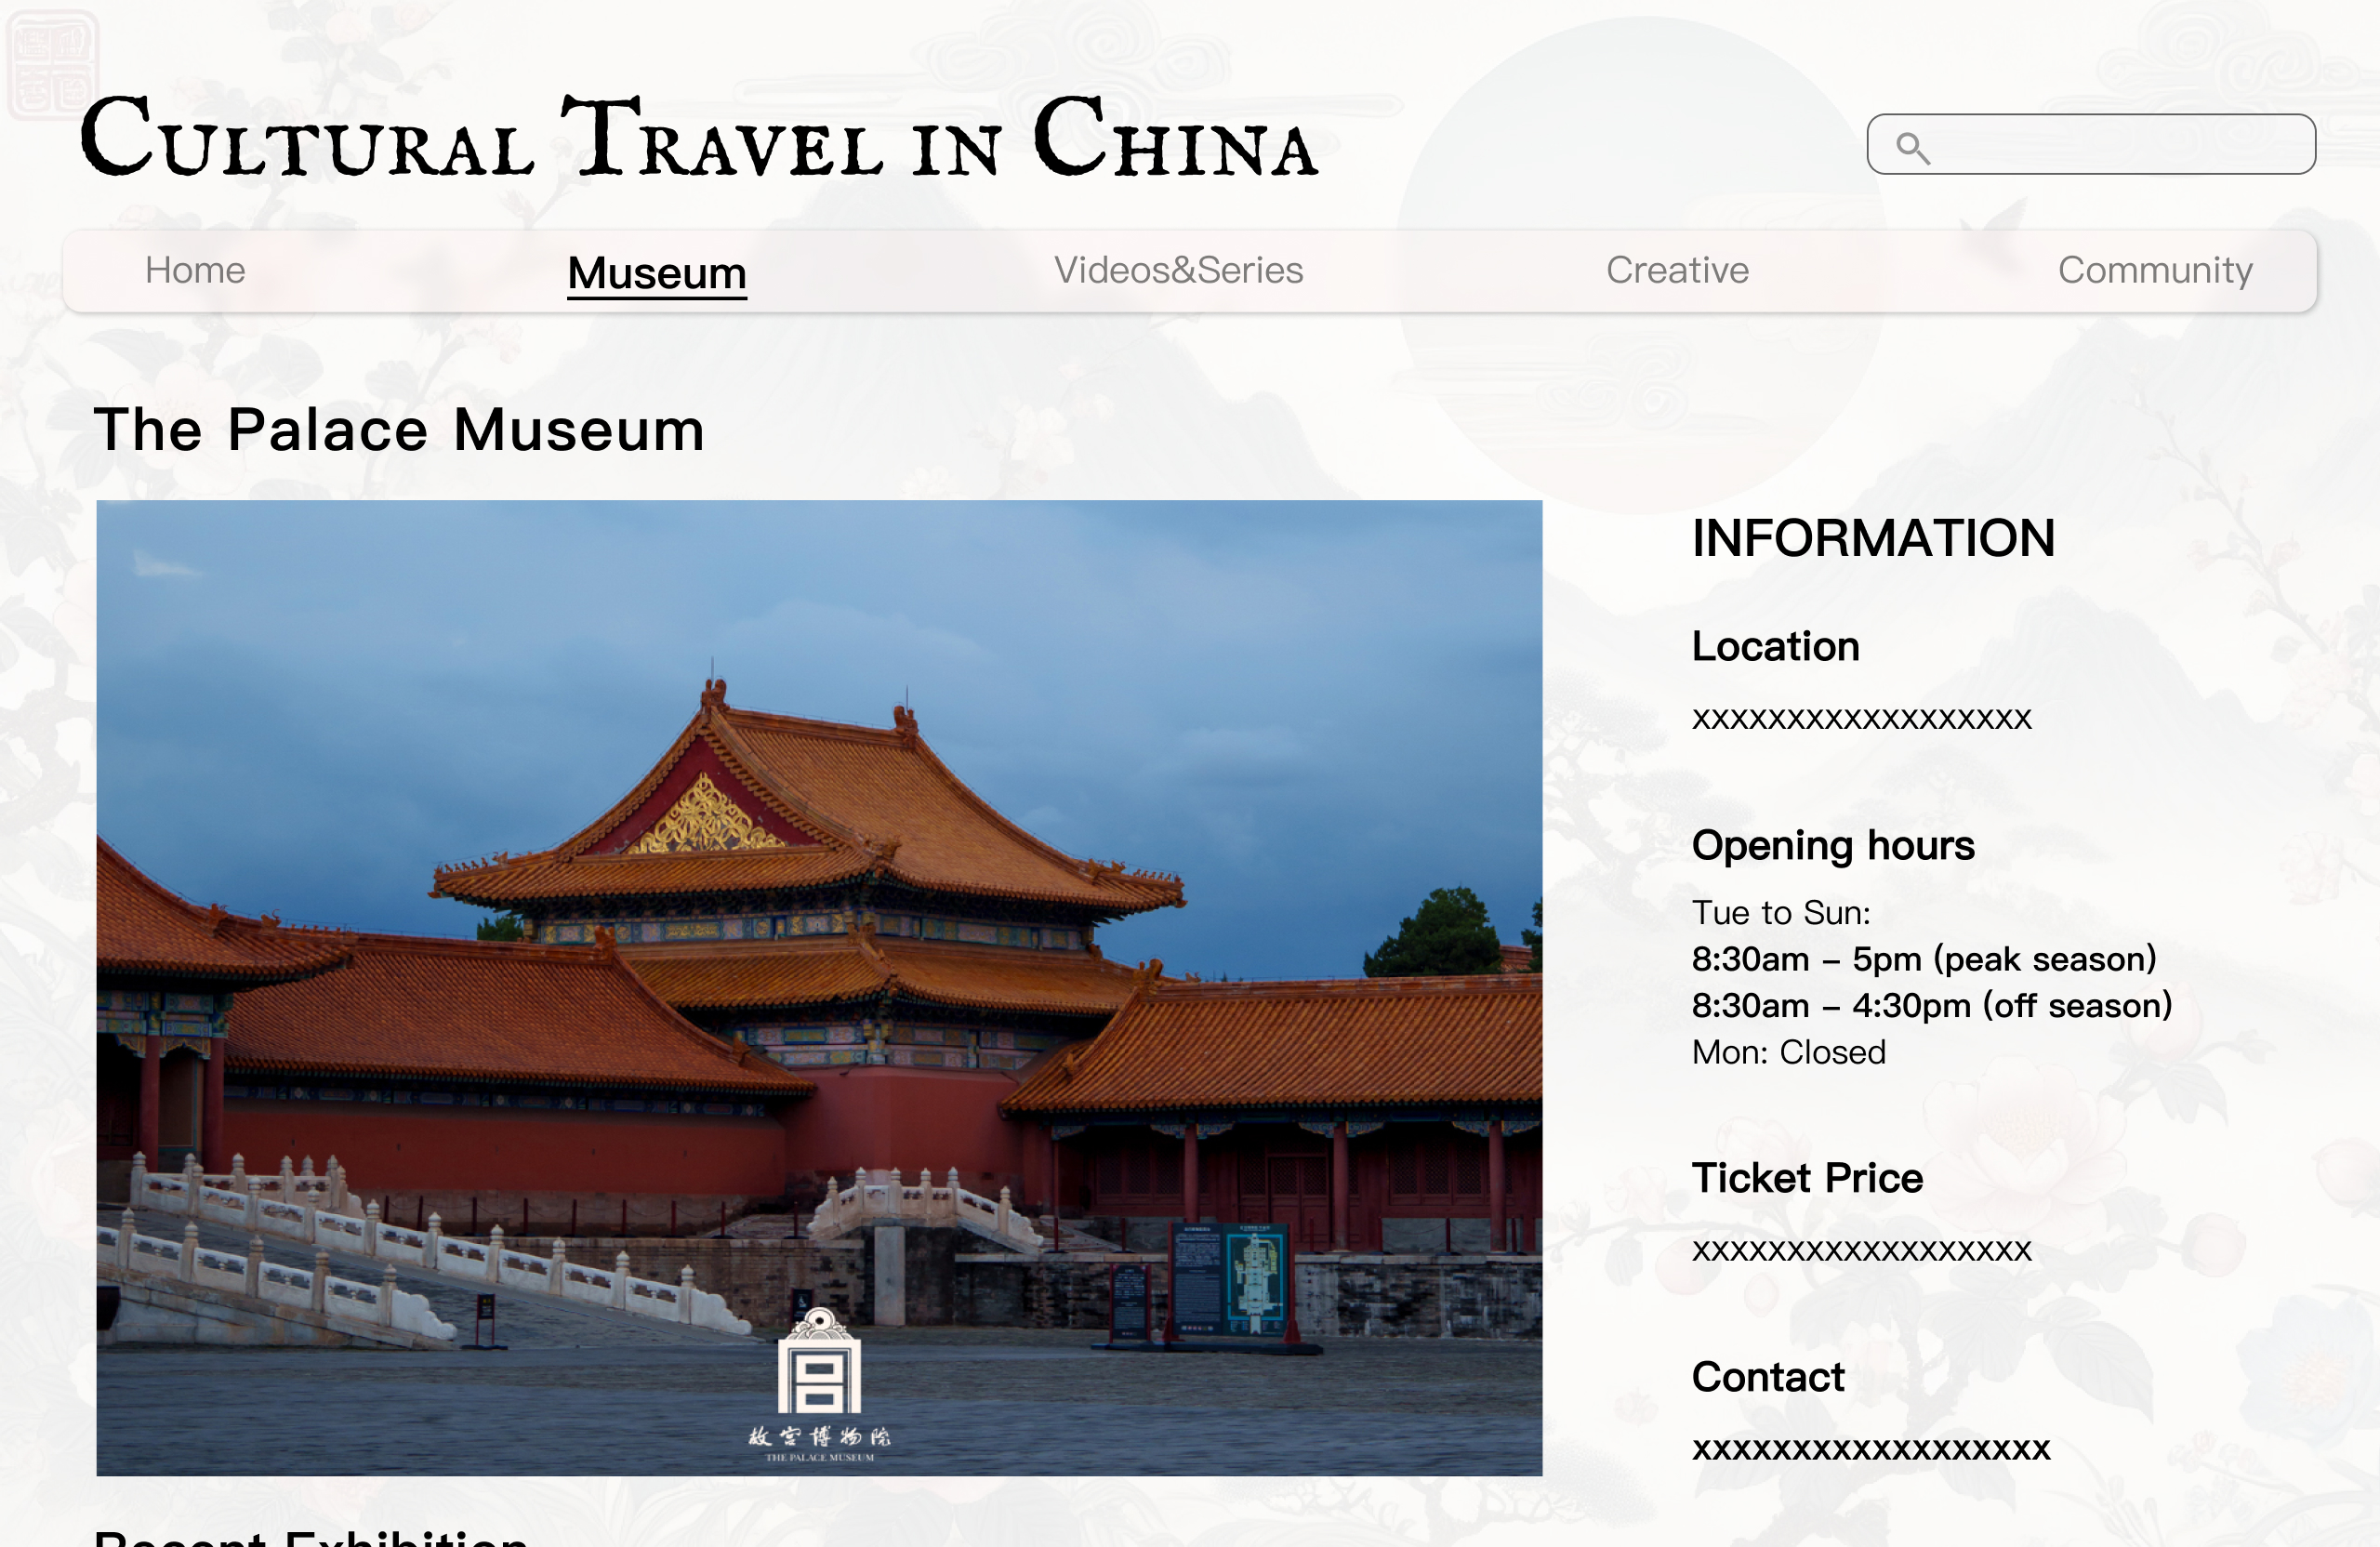 Cultural Travel in China
Home
Museum
Videos&Series
Creative
Community
The Palace Museum
故宫博物院
THE PALACE MUSEUM
INFORMATION
Location
xxxxxxxxxxxxxxxxxx
Opening hours
Tue to Sun:
8:30am – 5pm (peak season)
8:30am – 4:30pm (off season)
Mon: Closed
Ticket Price
xxxxxxxxxxxxxxxxxx
Contact
xxxxxxxxxxxxxxxxxx
Recent Exhibition